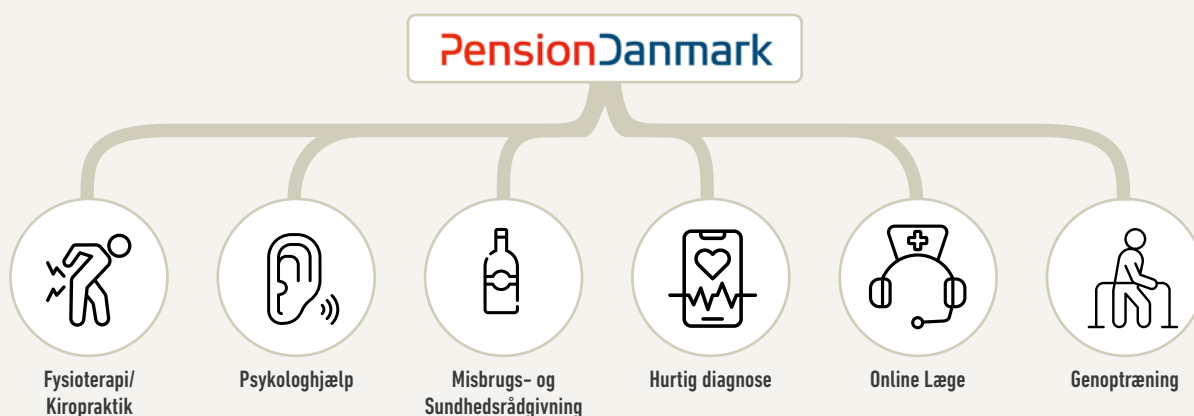 PensionDanmark
Fysioterapi/
Kiropraktik
Psykologhjælp
Misbrugs- og
Sundhedsrådgivning
Hurtig diagnose
Online Læge
Genoptræning